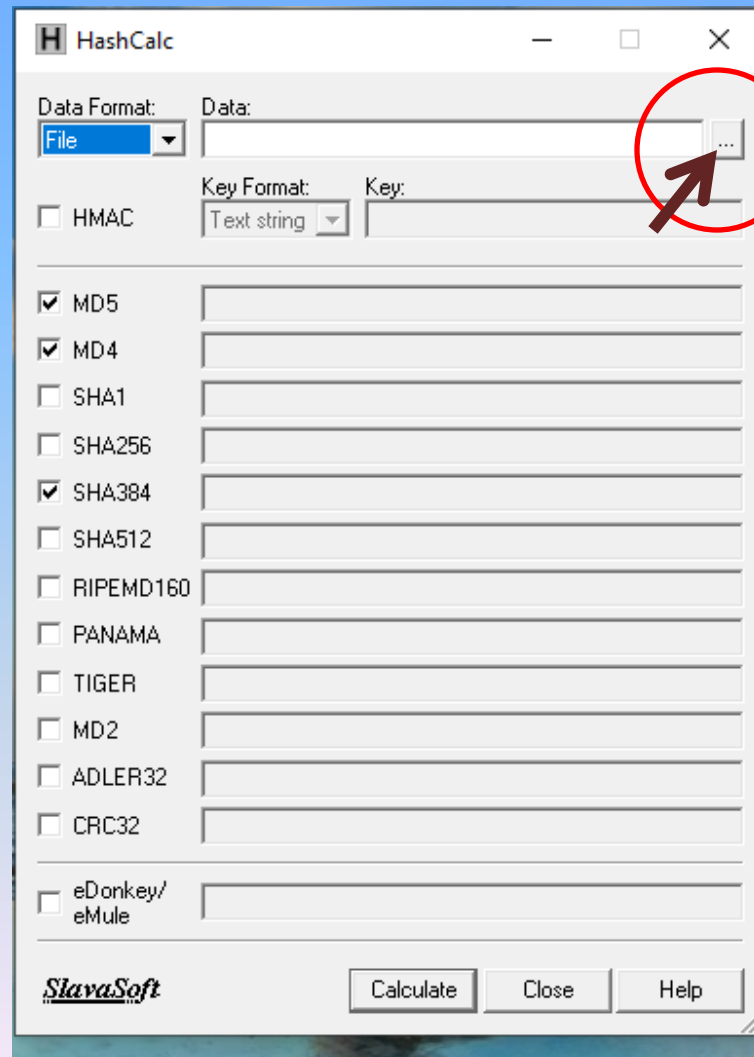 H HashCalc
Data Format: Data:
File ...
Key Format: Key:
HMAC Text string
MD5
MD4
SHA1
SHA256
SHA384
SHA512
RIPEMD160
PANAMA
TIGER
MD2
ADLER32
CRC32
eDonkey/
eMule
SlavaSoft Calculate Close Help